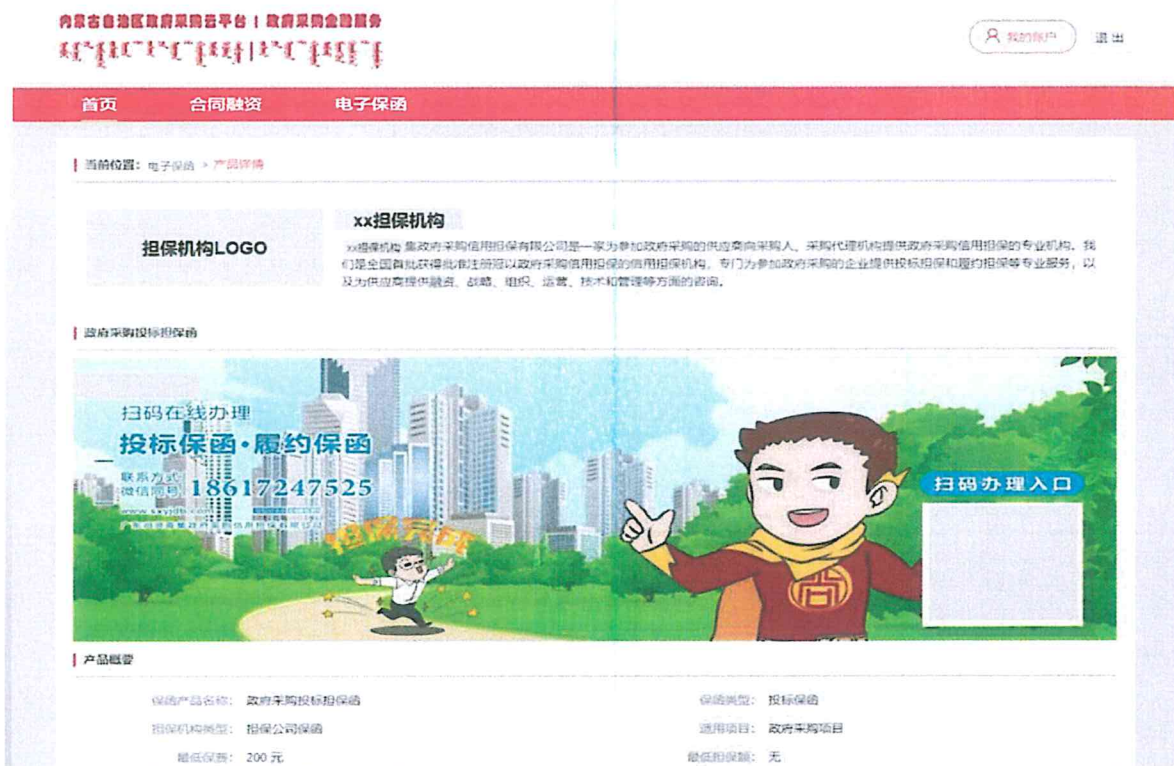 内蒙古自治区政府采购云平台 | 政府采购金融服务
我的账户
退出
首页
合同融资
电子保函
当前位置：电子保函 > 产品详情
担保机构LOGO
xx担保机构
xx担保机构 集政府采购信用担保有限公司是一家为参加政府采购的供应商向采购人、采购代理机构提供政府采购信用担保的专业机构。我
们是全国首批获得批准注册冠以政府采购信用担保的信用担保机构。专门为参加政府采购的企业提供投标担保和履约担保等专业服务，以
及为供应商提供融资、战略、组织、运营、技术和管理等方面的咨询。
政府采购投标担保函
扫码在线办理
投标保函·履约保函
联系方式
微信同号 18617247525
担保完成
扫码办理入口
产品概要
保函产品名称： 政府采购投标担保函
保函类型： 投标保函
担保机构类型： 担保公司保函
适用项目： 政府采购项目
最低保费： 200 元
最低担保额： 无